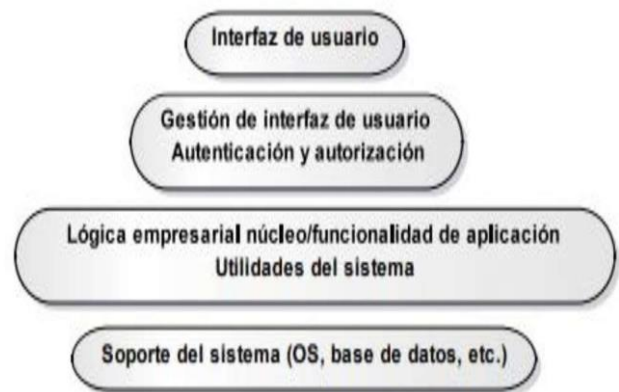 Interfaz de usuario
Gestión de interfaz de usuario
Autenticación y autorización
Lógica empresarial núcleo/funcionalidad de aplicación
Utilidades del sistema
Soporte del sistema (OS, base de datos, etc.)